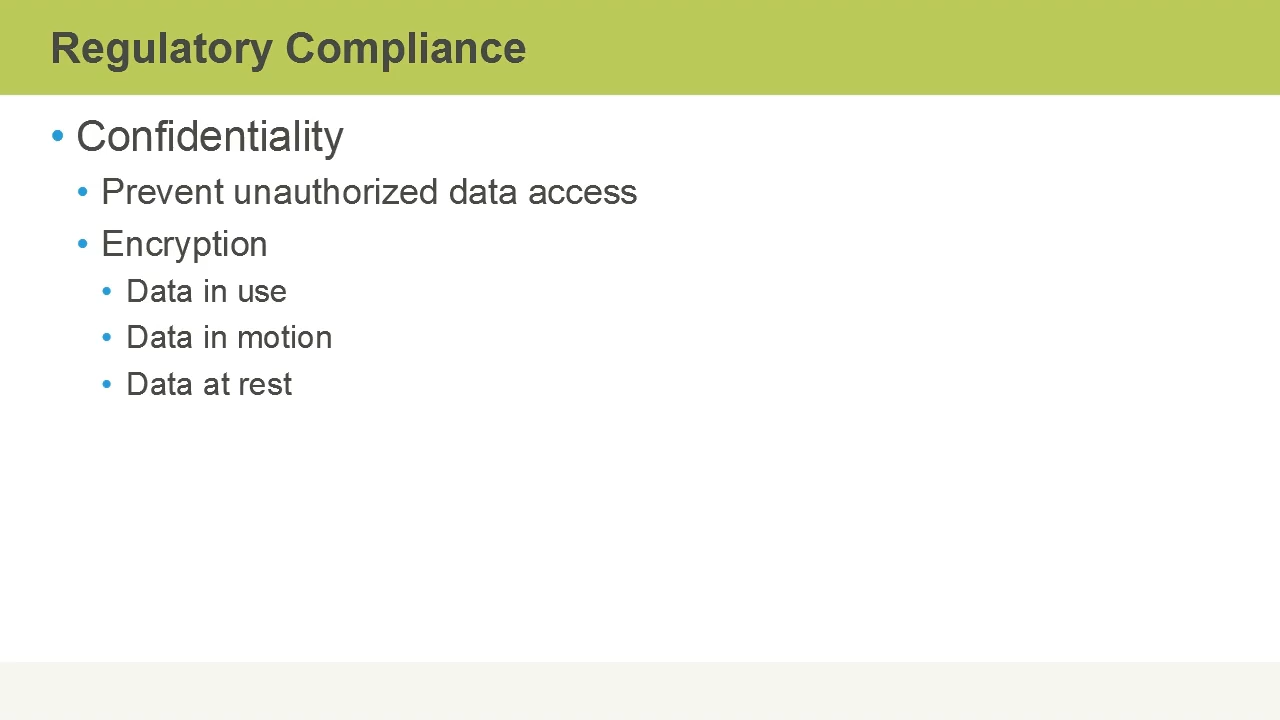 Regulatory Compliance
• Confidentiality
• Prevent unauthorized data access
• Encryption
• Data in use
• Data in motion
• Data at rest